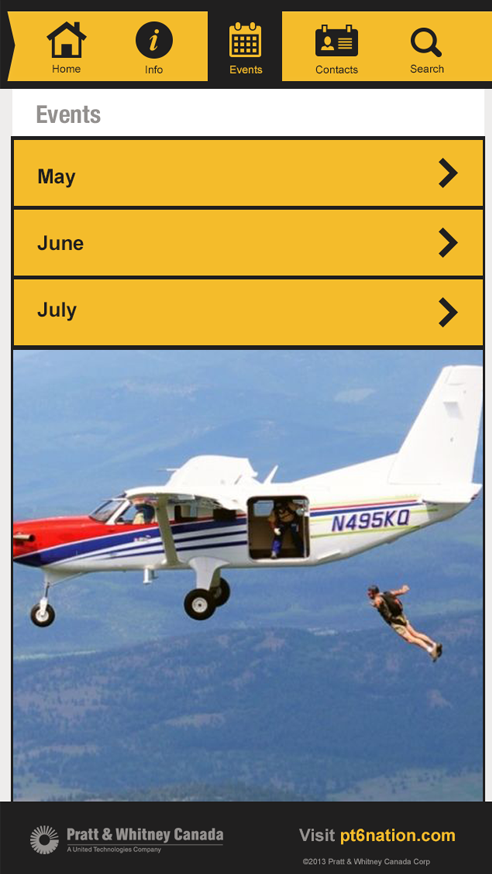 Home
Info
Events
Contacts
Search
Events
May
June
July
N495KQ
Pratt & Whitney Canada
A United Technologies Company
Visit pt6nation.com
©2013 Pratt & Whitney Canada Corp